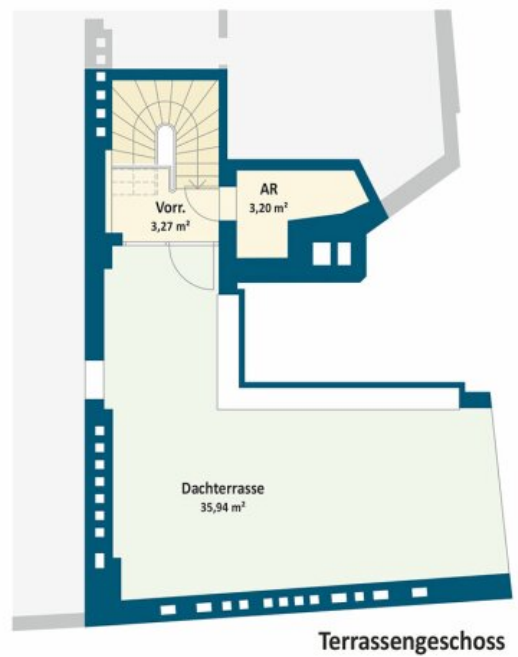 Vorr.
3,27 m²
AR
3,20 m²
Dachterrasse
35,94 m²
Terrassengeschoss